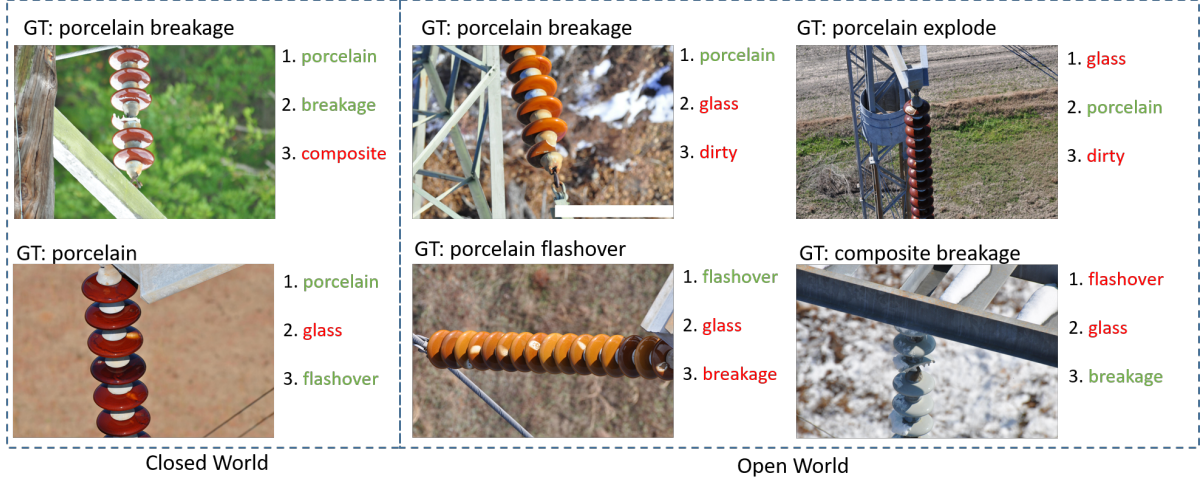 GT: porcelain breakage
1. porcelain
2. breakage
3. composite
GT: porcelain
1. porcelain
2. glass
3. flashover
Closed World
GT: porcelain breakage
1. porcelain
2. glass
3. dirty
GT: porcelain explode
1. glass
2. porcelain
3. dirty
GT: porcelain flashover
1. flashover
2. glass
3. breakage
GT: composite breakage
1. flashover
2. glass
3. breakage
Open World